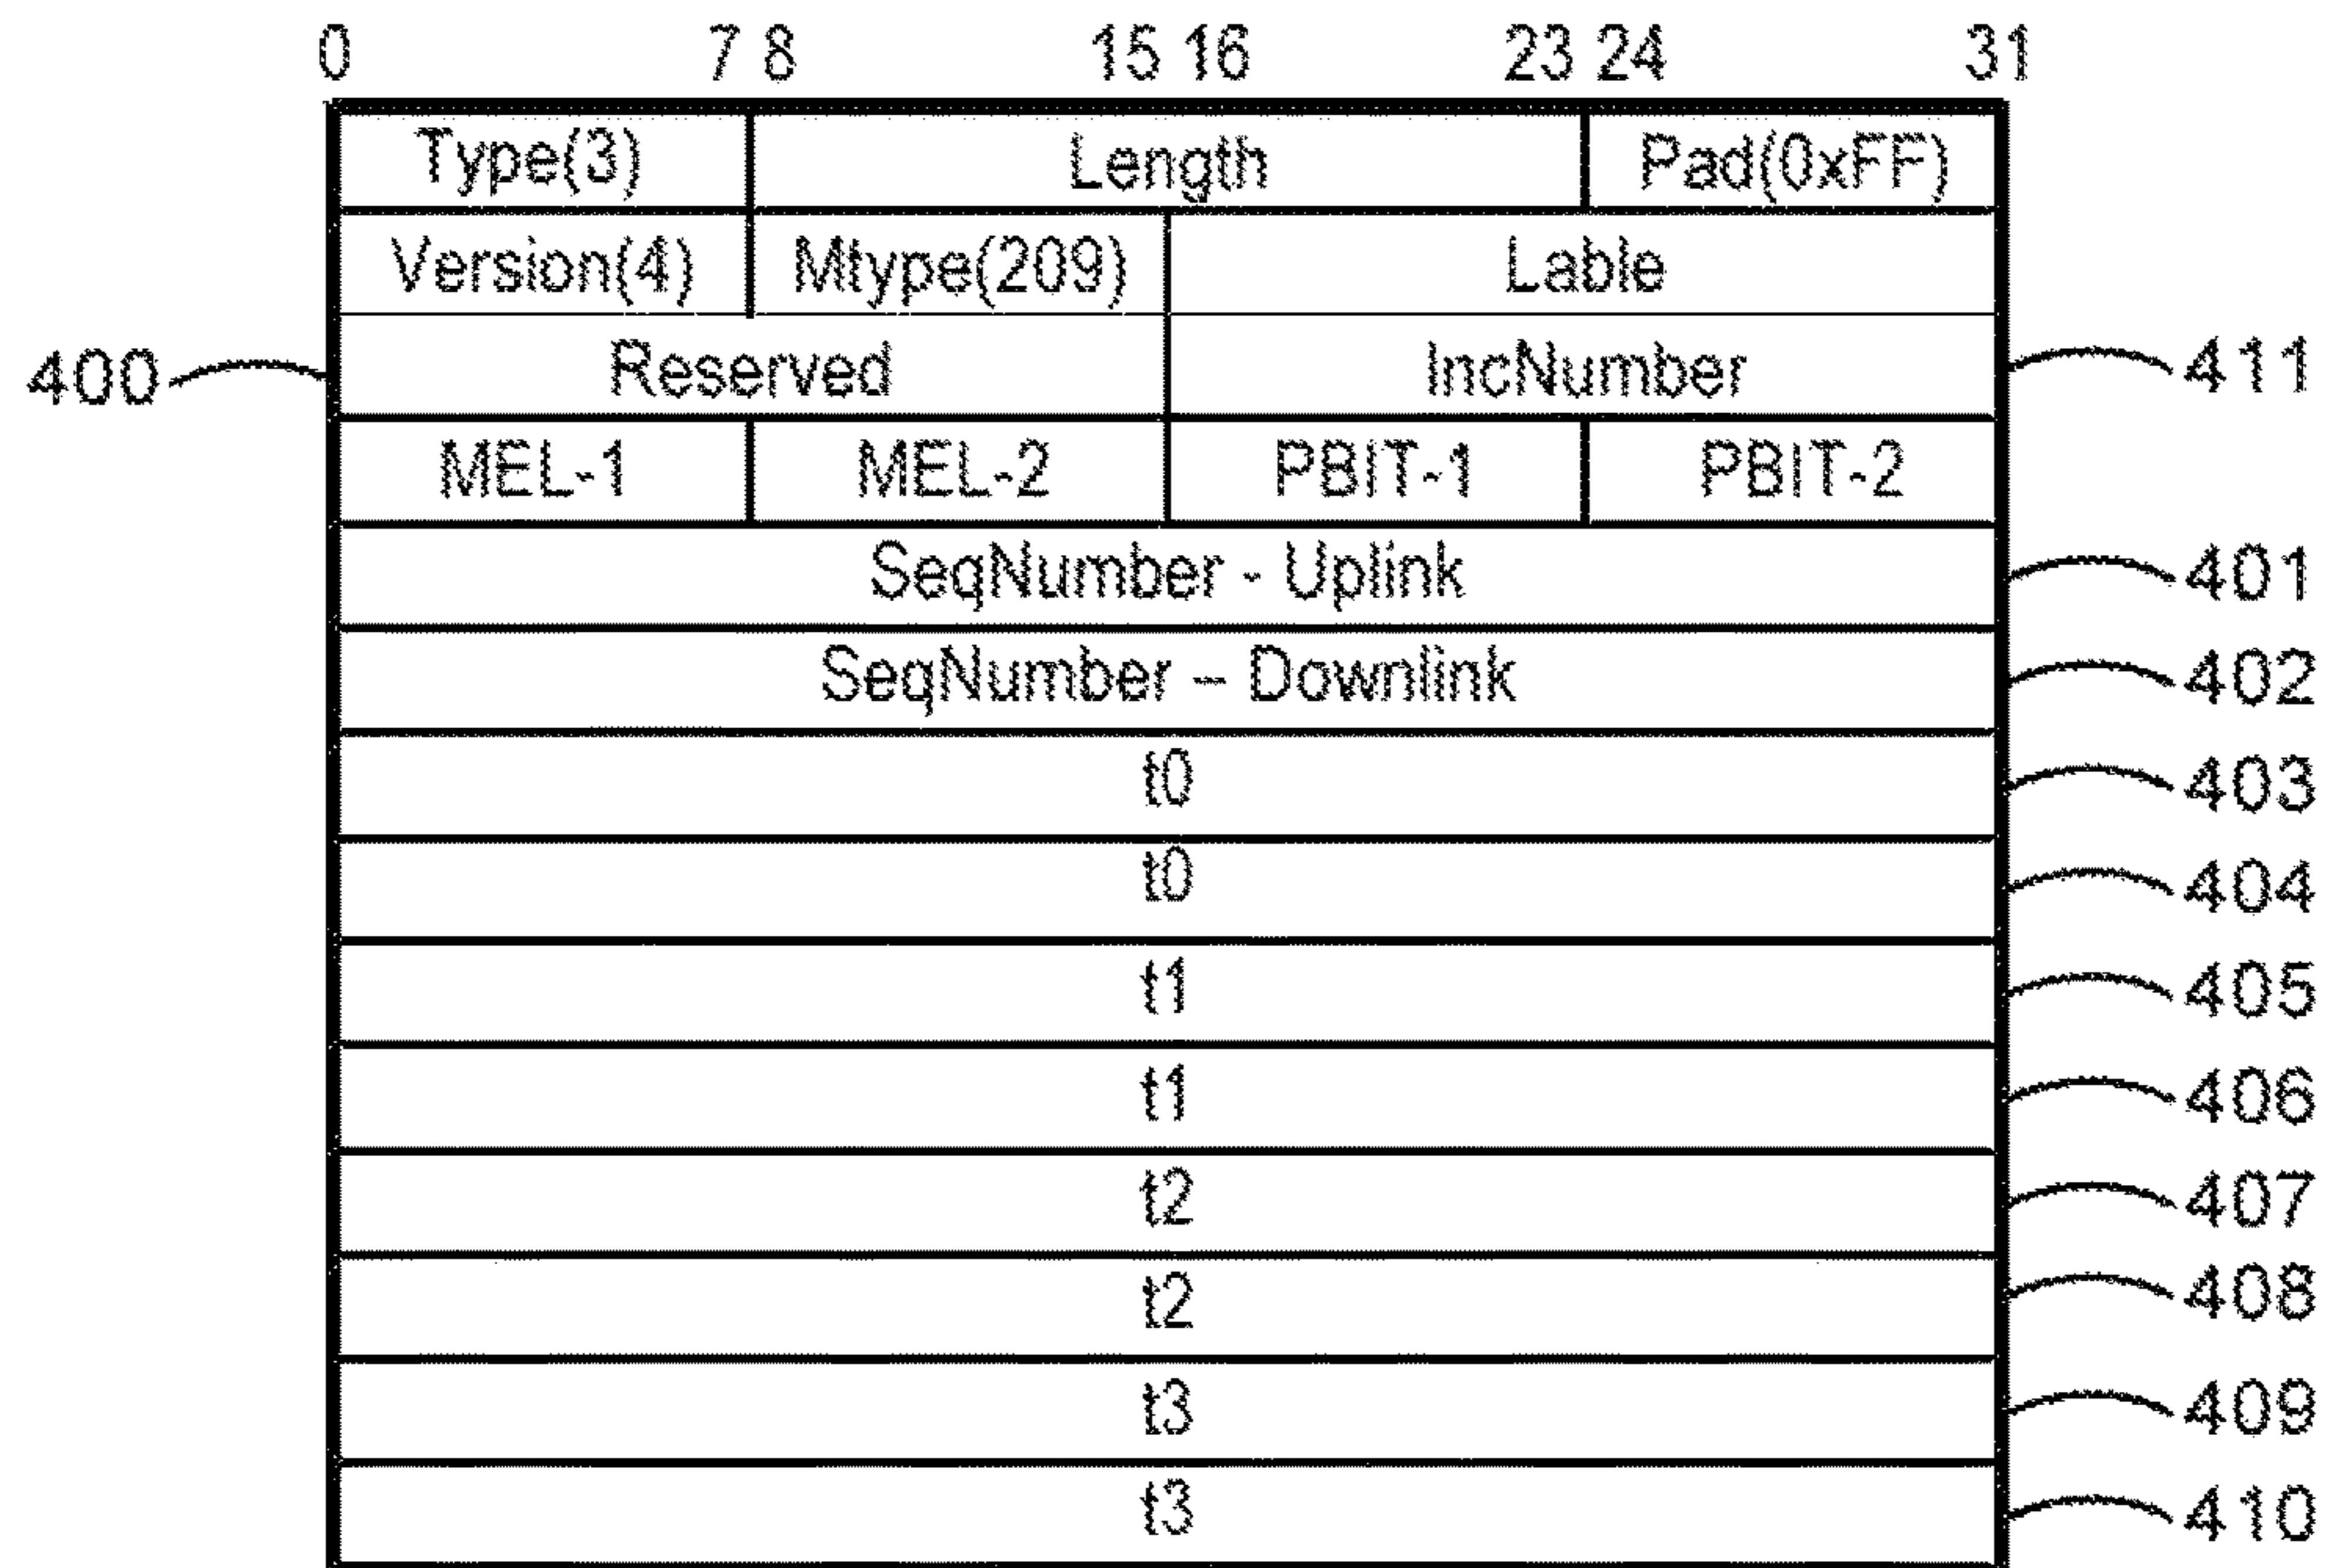 0 7 8 15 16 23 24 31
Type(3) Length Pad(0xFF)
Version(4) Mtype(209) Lable
400 Reserved IncNumber 411
MEL-1 MEL-2 PBIT-1 PBIT-2
SeqNumber - Uplink 401
SeqNumber – Downlink 402
t0 403
t0 404
t1 405
t1 406
t2 407
t2 408
t3 409
t3 410